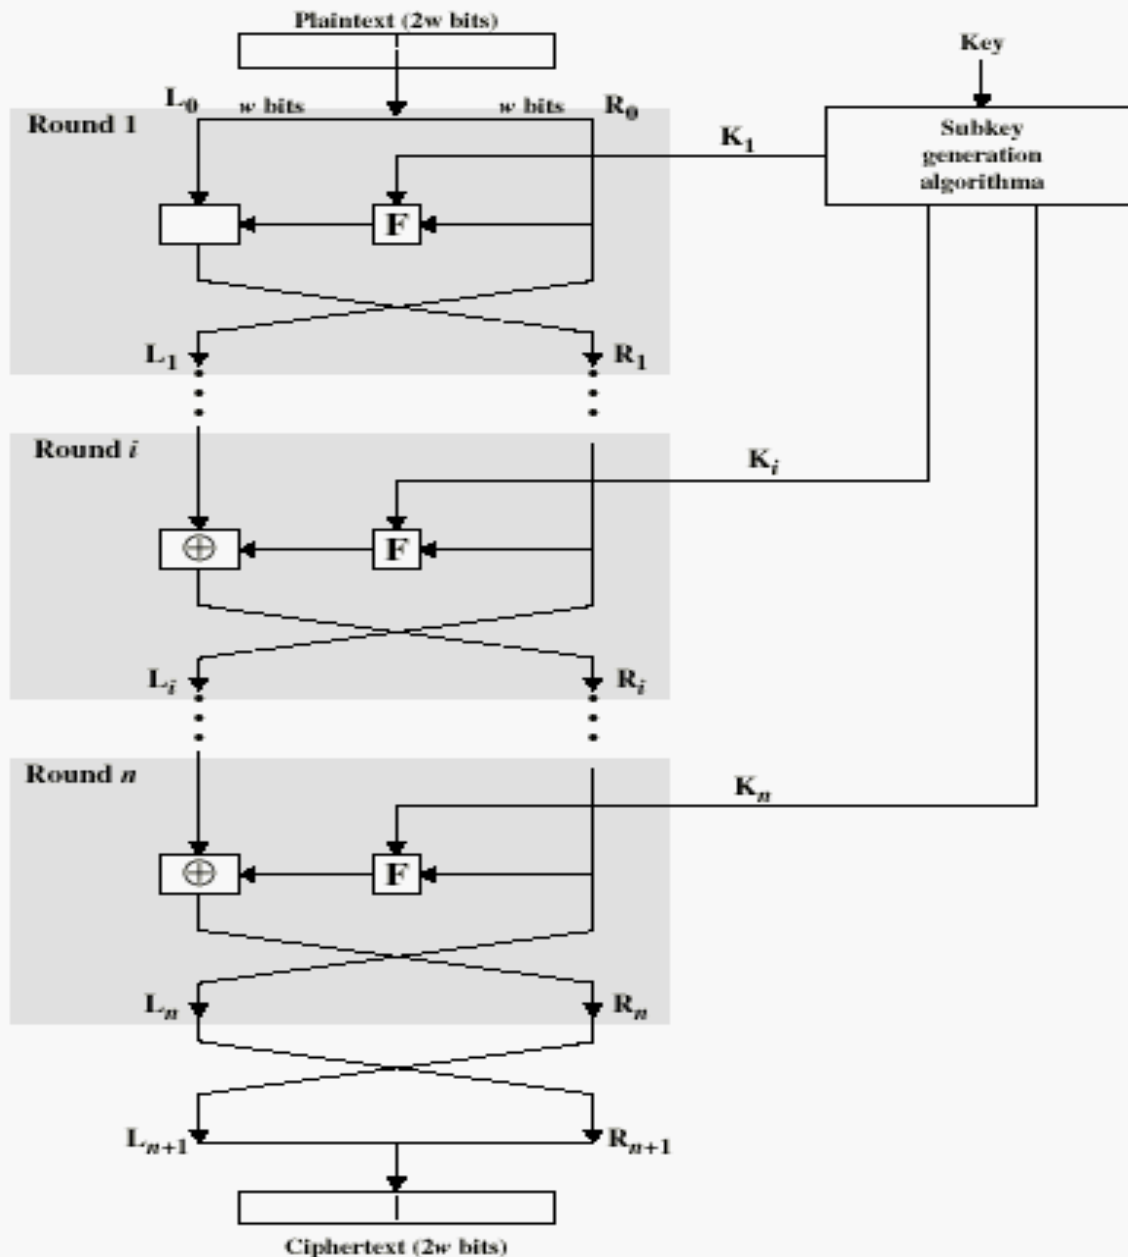 Plaintext (2w bits)
Key
L0 w bits w bits R0
Round 1
K1
Subkey
generation
algorithma
F
L1 R1
Round i
Ki
⊕ F
Li Ri
Round n
Kn
⊕ F
Ln Rn
Ln+1 Rn+1
Ciphertext (2w bits)